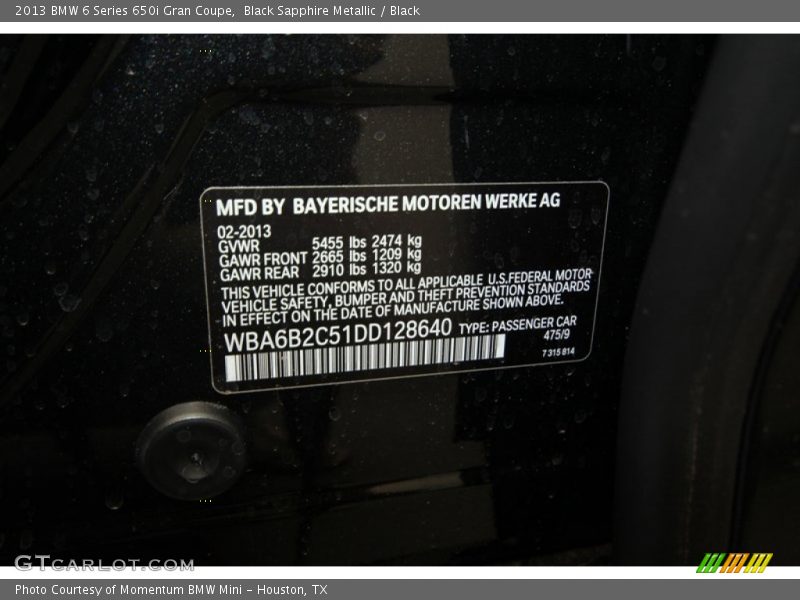 2013 BMW 6 Series 650i Gran Coupe,  Black Sapphire Metallic / Black
MFD BY BAYERISCHE MOTOREN WERKE AG
02-2013
GVWR 5455 lbs 2474 kg
GAWR FRONT 2665 lbs 1209 kg
GAWR REAR 2910 lbs 1320 kg
THIS VEHICLE CONFORMS TO ALL APPLICABLE U.S.FEDERAL MOTOR
VEHICLE SAFETY, BUMPER AND THEFT PREVENTION STANDARDS
IN EFFECT ON THE DATE OF MANUFACTURE SHOWN ABOVE.
WBA6B2C51DD128640 TYPE: PASSENGER CAR
475/9
7 315 814
GTCARLOT.COM
Photo Courtesy of Momentum BMW Mini – Houston, TX